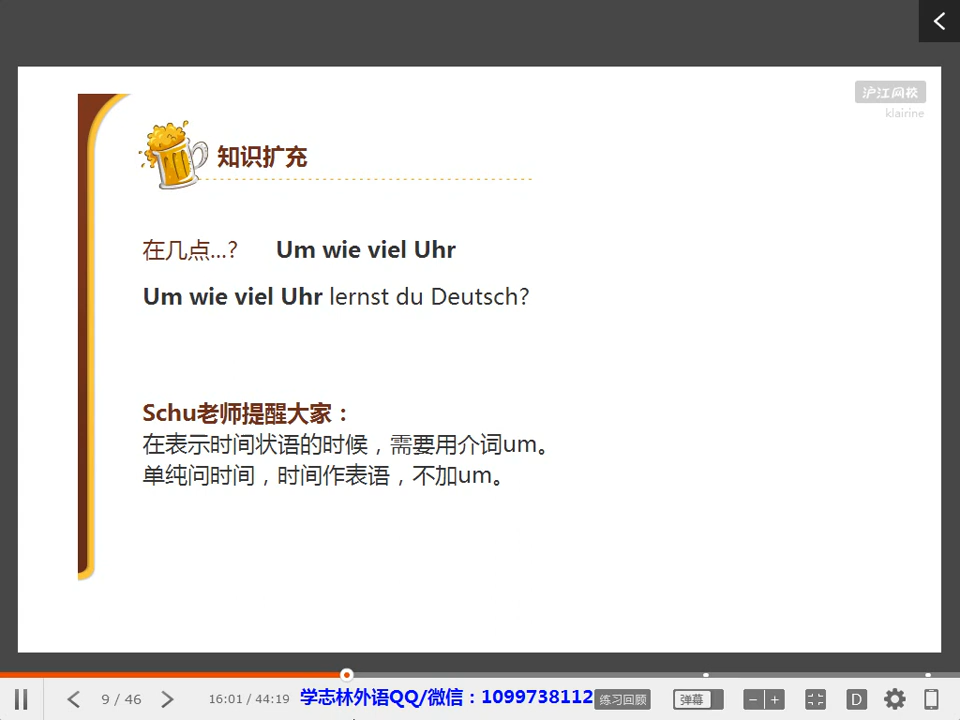 沪江网校
klairine
知识扩充
在几点...? Um wie viel Uhr
Um wie viel Uhr lernst du Deutsch?
Schu老师提醒大家：
在表示时间状语的时候，需要用介词um。
单纯问时间，时间作表语，不加um。
9 / 46 16:01 / 44:19 学志林外语QQ/微信：1099738112 练习回顾 弹幕 D